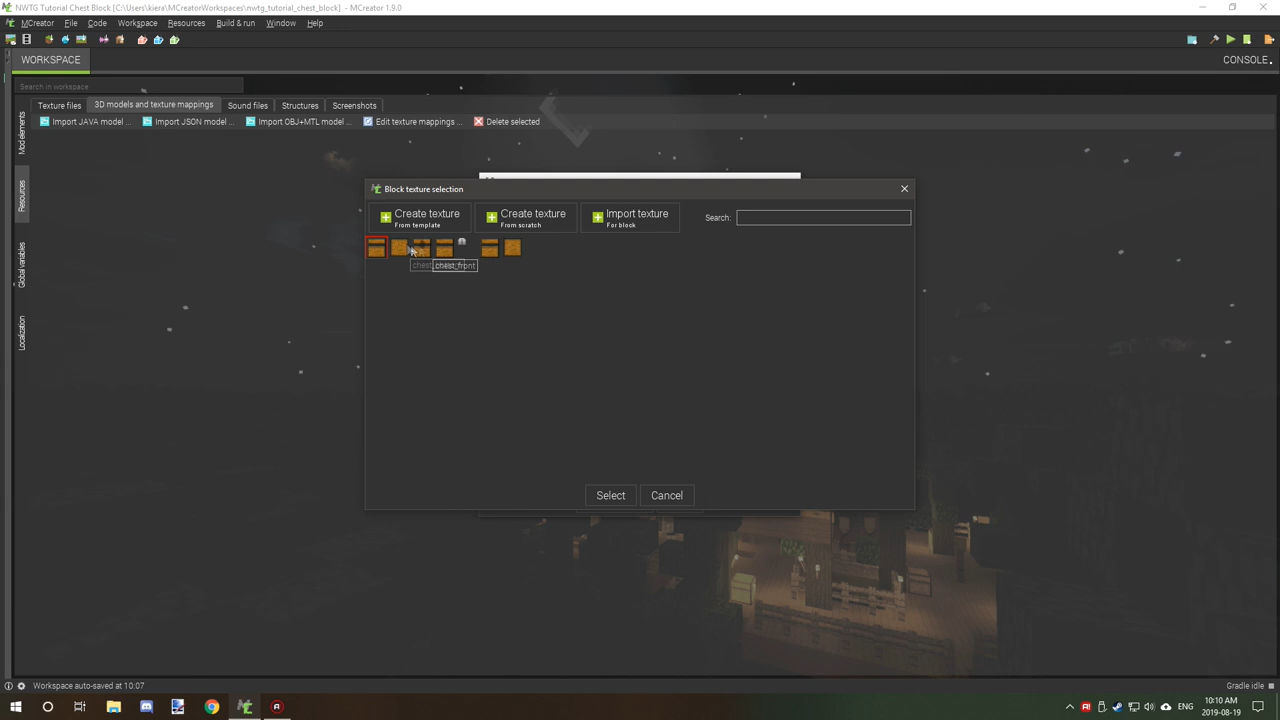 NWTG Tutorial Chest Block [C:\Users\kiera\MCreatorWorkspaces\nwtg_tutorial_chest_block] - MCreator 1.9.0
MCreator File Code Workspace Resources Build & run Window Help
WORKSPACE
CONSOLE
Search in workspace
Texture files 3D models and texture mappings Sound files Structures Screenshots
Import JAVA model ... Import JSON model ... Import OBJ+MTL model ... Edit texture mappings ... Delete selected
Mod elements
Resources
Global variables
Localization
Block texture selection
Create texture
From template
Create texture
From scratch
Import texture
For block
Search:
chest_front
Select Cancel
Workspace auto-saved at 10:07
Gradle idle
ENG
10:10 AM
2019-08-19